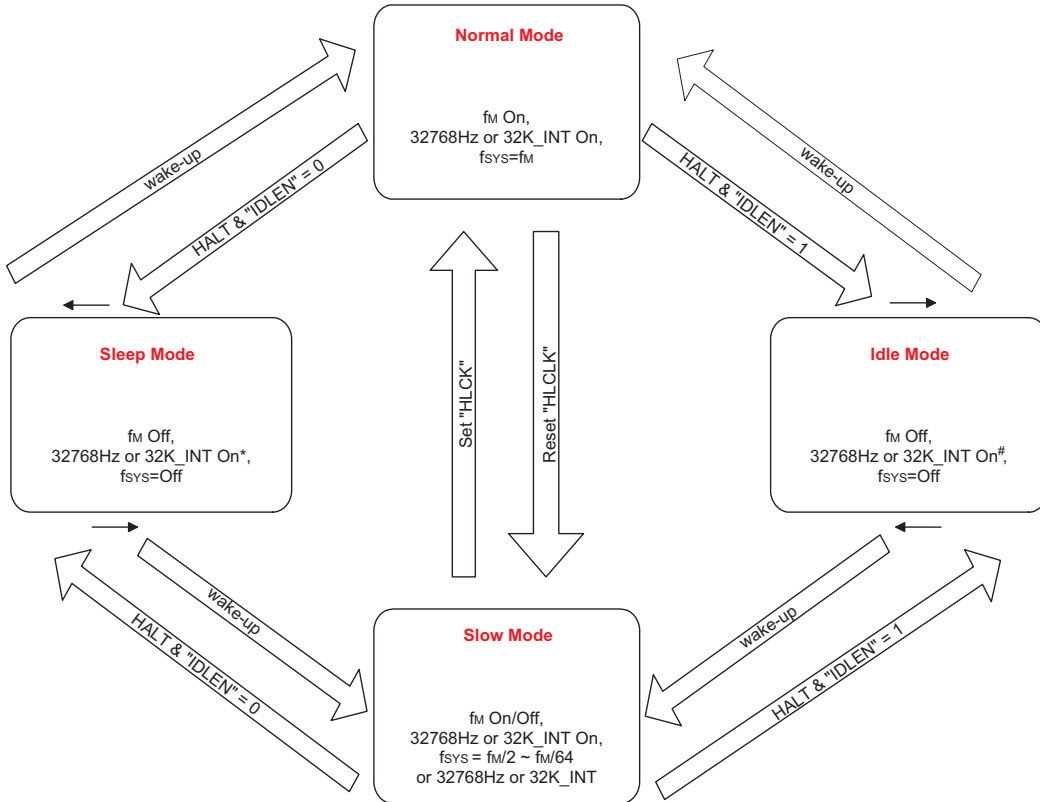 Normal Mode
fM On,
32768Hz or 32K_INT On,
fSYS=fM
wake-up
HALT & "IDLEN" = 0
HALT & "IDLEN" = 1
wake-up
Sleep Mode
fM Off,
32768Hz or 32K_INT On*,
fSYS=Off
Set "HLCK"
Reset "HLCLK"
Idle Mode
fM Off,
32768Hz or 32K_INT On#,
fSYS=Off
wake-up
HALT & "IDLEN" = 0
wake-up
HALT & "IDLEN" = 1
Slow Mode
fM On/Off,
32768Hz or 32K_INT On,
fSYS = fM/2 ~ fM/64
or 32768Hz or 32K_INT